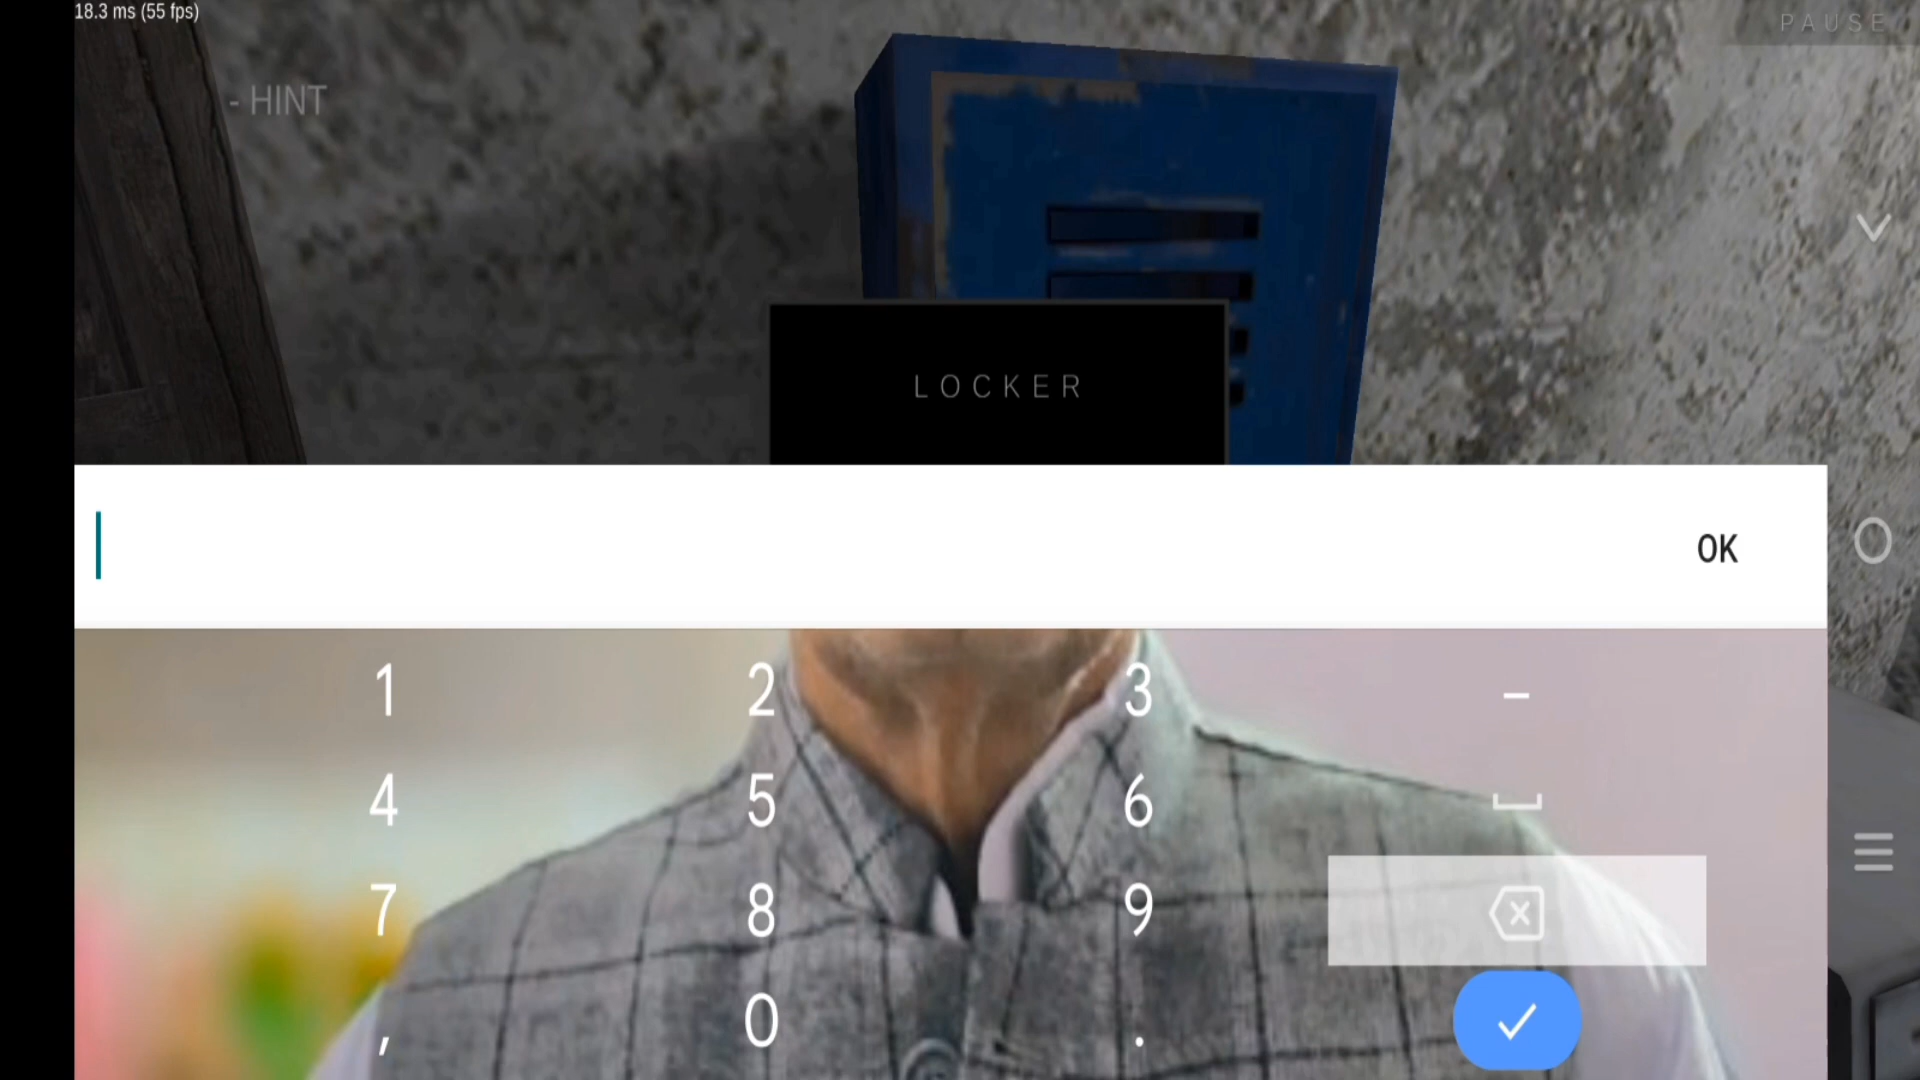 18.3 ms (55 fps)
PAUSE
- HINT
LOCKER
OK
1 2 3 –
4 5 6
7 8 9
, 0 .